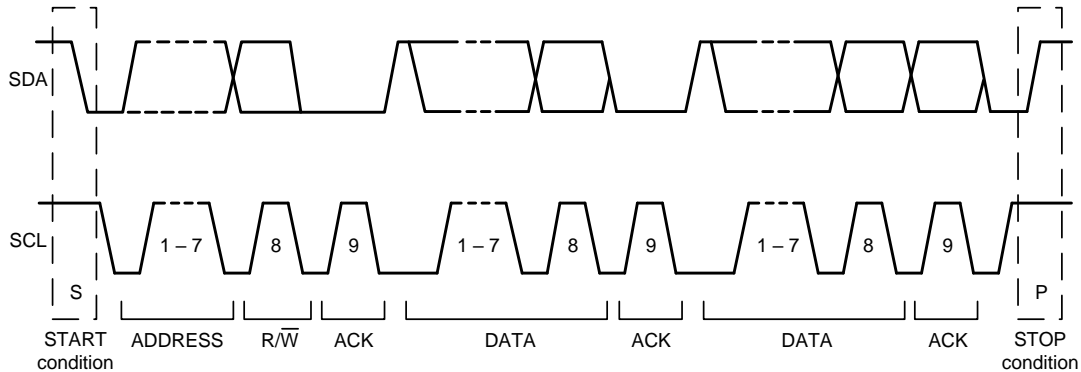 SDA
SCL
1 – 7
8
9
1 – 7
8
9
1 – 7
8
9
S
P
START
condition
ADDRESS
R/W̅
ACK
DATA
ACK
DATA
ACK
STOP
condition